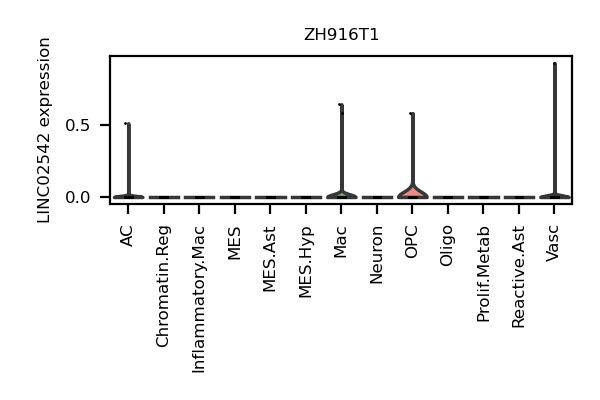 ZH916T1
LINC02542 expression
0.5
0.0
AC
Chromatin.Reg
Inflammatory.Mac
MES
MES.Ast
MES.Hyp
Mac
Neuron
OPC
Oligo
Prolif.Metab
Reactive.Ast
Vasc